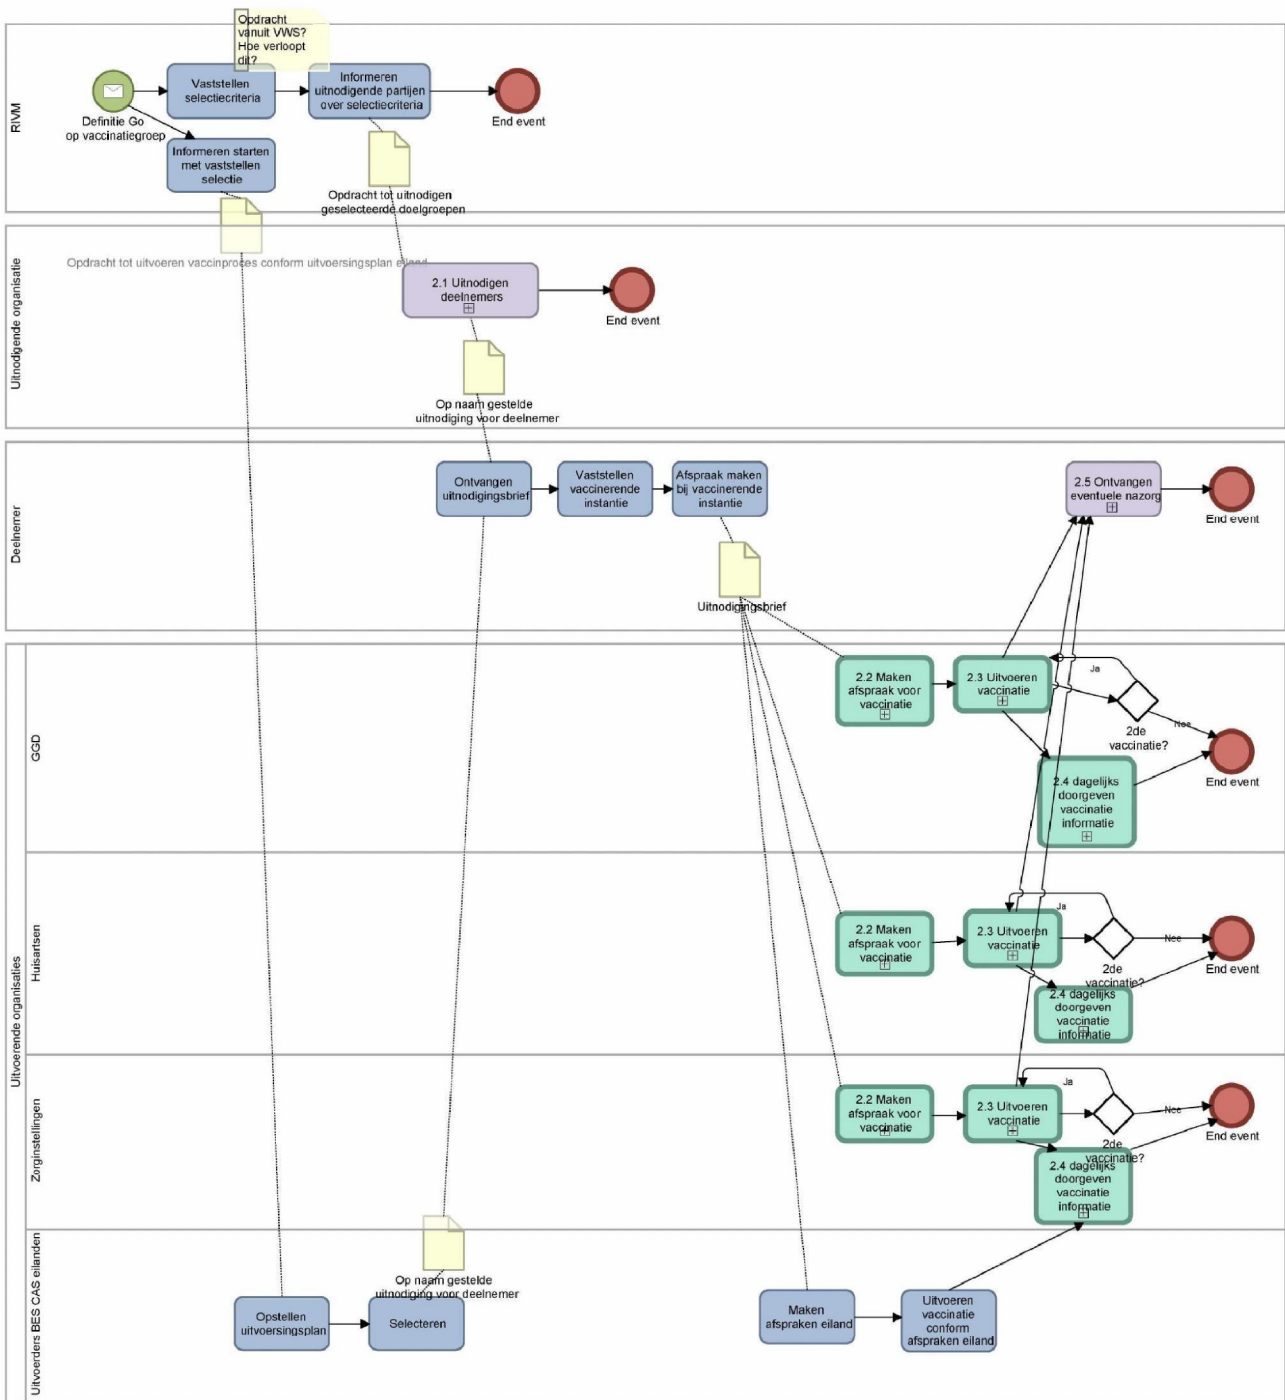 Opdracht
vanuit VWS?
Hoe verloopt
dit?
RIVM
Definitie Go
op vaccinatiegroep
Vaststellen
selectiecriteria
Informeren
uitnodigende partijen
over selectiecriteria
End event
Informeren starten
met vaststellen
selectie
Opdracht tot uitnodigen
geselecteerde doelgroepen
Uitnodigende organisatie
Opdracht tot uitvoeren vaccinproces conform uitvoersingsplan eiland
2.1 Uitnodigen
deelnemers
End event
Op naam gestelde
uitnodiging voor deelnemer
Deelnemer
Ontvangen
uitnodigingsbrief
Vaststellen
vaccinerende
instantie
Afspraak maken
bij vaccinerende
instantie
2.5 Ontvangen
eventuele nazorg
End event
Uitnodigingsbrief
Uitvoerende organisaties
GGD
2.2 Maken
afspraak voor
vaccinatie
2.3 Uitvoeren
vaccinatie
Ja
Nee
2de
vaccinatie?
End event
2.4 dagelijks
doorgeven
vaccinatie
informatie
Huisartsen
2.2 Maken
afspraak voor
vaccinatie
2.3 Uitvoeren
vaccinatie
Ja
Nee
2de
vaccinatie?
End event
2.4 dagelijks
doorgeven
vaccinatie
informatie
Zorginstellingen
2.2 Maken
afspraak voor
vaccinatie
2.3 Uitvoeren
vaccinatie
Ja
Nee
2de
vaccinatie?
End event
2.4 dagelijks
doorgeven
vaccinatie
informatie
Uitvoerders BES CAS eilanden
Op naam gestelde
uitnodiging voor deelnemer
Opstellen
uitvoersingsplan
Selecteren
Maken
afspraken eiland
Uitvoeren
vaccinatie
conform
afspraken eiland